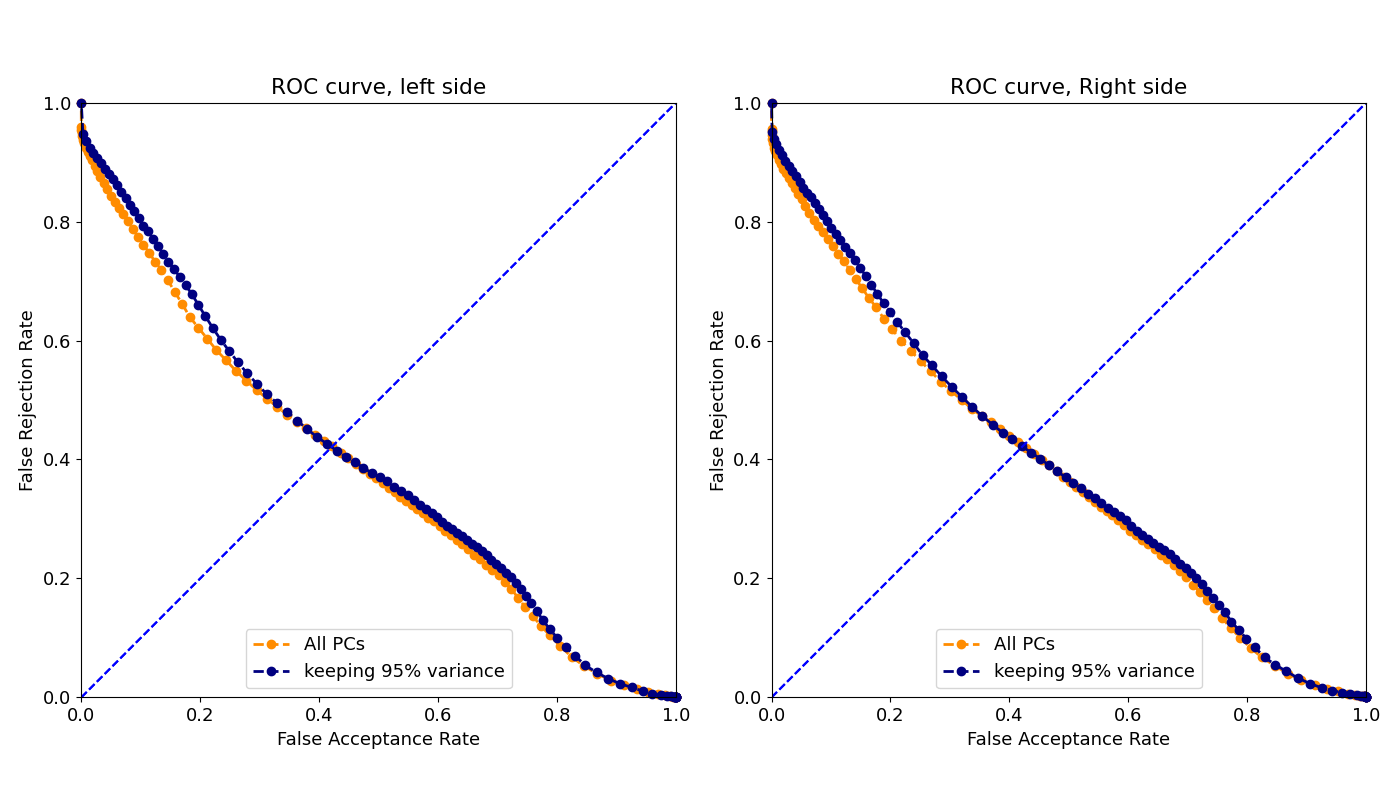 ROC curve, left side
1.0
0.8
0.6
0.4
0.2
0.0
False Rejection Rate
All PCs
keeping 95% variance
0.0 0.2 0.4 0.6 0.8 1.0
False Acceptance Rate
ROC curve, Right side
1.0
0.8
0.6
0.4
0.2
0.0
False Rejection Rate
All PCs
keeping 95% variance
0.0 0.2 0.4 0.6 0.8 1.0
False Acceptance Rate